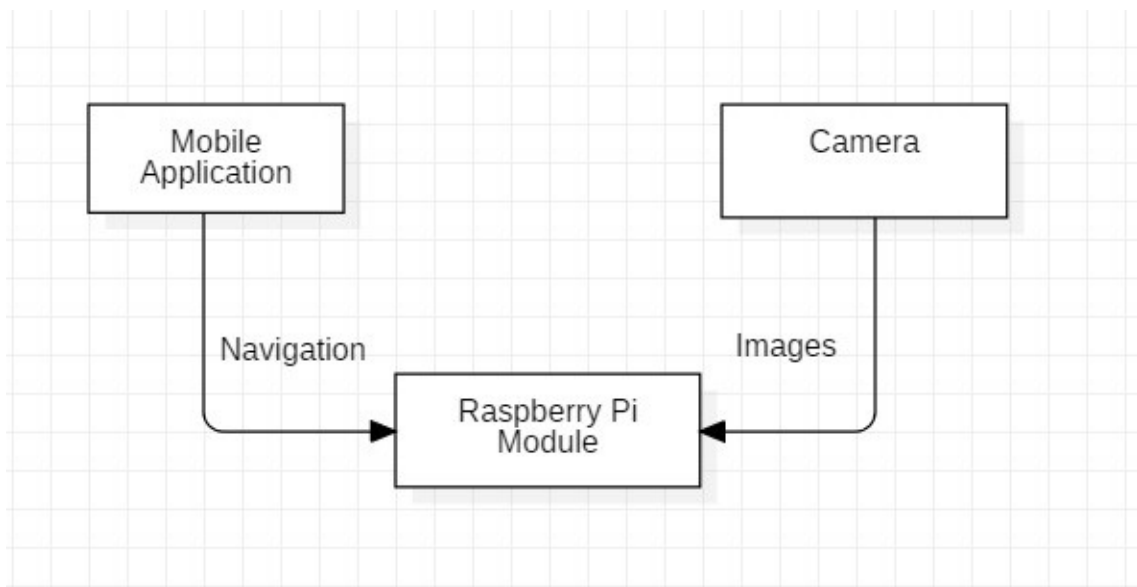 Mobile
Application
Camera
Navigation
Images
Raspberry Pi
Module